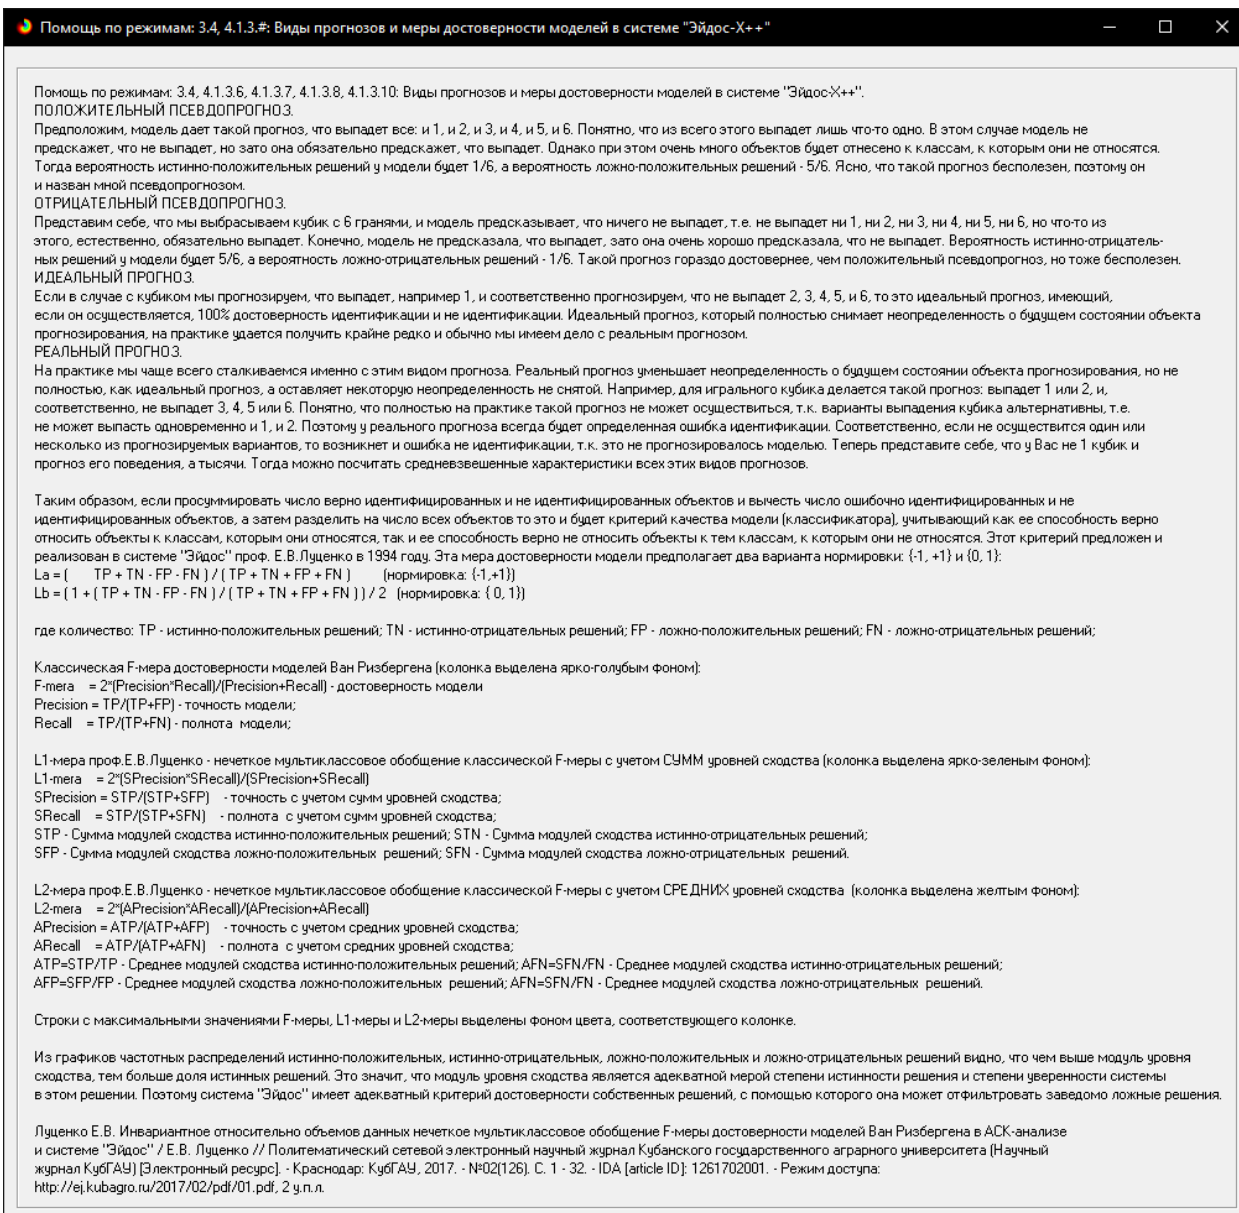 Помощь по режимам: 3.4, 4.1.3.#: Виды прогнозов и меры достоверности моделей в системе "Эйдос-Х++"
Помощь по режимам: 3.4, 4.1.3.6, 4.1.3.7, 4.1.3.8, 4.1.3.10: Виды прогнозов и меры достоверности моделей в системе "Эйдос-Х++".
ПОЛОЖИТЕЛЬНЫЙ ПСЕВДОПРОГНОЗ.
Предположим, модель дает такой прогноз, что выпадет все: и 1, и 2, и 3, и 4, и 5, и 6. Понятно, что из всего этого выпадет лишь что-то одно. В этом случае модель не
предскажет, что не выпадет, но зато она обязательно предскажет, что выпадет. Однако при этом очень много объектов будет отнесено к классам, к которым они не относятся.
Тогда вероятность истинно-положительных решений у модели будет 1/6, а вероятность ложно-положительных решений - 5/6. Ясно, что такой прогноз бесполезен, поэтому он
и назван мной псевдопрогнозом.
ОТРИЦАТЕЛЬНЫЙ ПСЕВДОПРОГНОЗ.
Представим себе, что мы выбрасываем кубик с 6 гранями, и модель предсказывает, что ничего не выпадет, т.е. не выпадет ни 1, ни 2, ни 3, ни 4, ни 5, ни 6, но что-то из
этого, естественно, обязательно выпадет. Конечно, модель не предсказала, что выпадет, зато она очень хорошо предсказала, что не выпадет. Вероятность истинно-отрицатель-
ных решений у модели будет 5/6, а вероятность ложно-отрицательных решений - 1/6. Такой прогноз гораздо достовернее, чем положительный псевдопрогноз, но тоже бесполезен.
ИДЕАЛЬНЫЙ ПРОГНОЗ.
Если в случае с кубиком мы прогнозируем, что выпадет, например 1, и соответственно прогнозируем, что не выпадет 2, 3, 4, 5, и 6, то это идеальный прогноз, имеющий,
если он осуществляется, 100% достоверность идентификации и не идентификации. Идеальный прогноз, который полностью снимает неопределенность о будущем состоянии объекта
прогнозирования, на практике удается получить крайне редко и обычно мы имеем дело с реальным прогнозом.
РЕАЛЬНЫЙ ПРОГНОЗ.
На практике мы чаще всего сталкиваемся именно с этим видом прогноза. Реальный прогноз уменьшает неопределенность о будущем состоянии объекта прогнозирования, но не
полностью, как идеальный прогноз, а оставляет некоторую неопределенность не снятой. Например, для игрального кубика делается такой прогноз: выпадет 1 или 2, и,
соответственно, не выпадет 3, 4, 5 или 6. Понятно, что полностью на практике такой прогноз не может осуществиться, т.к. варианты выпадения кубика альтернативны, т.е.
не может выпасть одновременно и 1, и 2. Поэтому у реального прогноза всегда будет определенная ошибка идентификации. Соответственно, если не осуществится один или
несколько из прогнозируемых вариантов, то возникнет и ошибка не идентификации, т.к. это не прогнозировалось моделью. Теперь представите себе, что у Вас не 1 кубик и
прогноз его поведения, а тысячи. Тогда можно посчитать средневзвешенные характеристики всех этих видов прогнозов.
Таким образом, если просуммировать число верно идентифицированных и не идентифицированных объектов и вычесть число ошибочно идентифицированных и не
идентифицированных объектов, а затем разделить на число всех объектов то это и будет критерий качества модели (классификатора), учитывающий как ее способность верно
относить объекты к классам, которым они относятся, так и ее способность верно не относить объекты к тем классам, к которым они не относятся. Этот критерий предложен и
реализован в системе "Эйдос" проф. Е.В.Луценко в 1994 году. Эта мера достоверности модели предполагает два варианта нормировки: {-1, +1} и {0, 1}:
La = ( TP + TN - FP - FN ) / ( TP + TN + FP + FN ) (нормировка: {-1,+1})
Lb = ( 1 + ( TP + TN - FP - FN ) / ( TP + TN + FP + FN ) ) / 2 (нормировка: { 0, 1})
где количество: TP - истинно-положительных решений; TN - истинно-отрицательных решений; FP - ложно-положительных решений; FN - ложно-отрицательных решений;
Классическая F-мера достоверности моделей Ван Ризбергена (колонка выделена ярко-голубым фоном):
F-mera = 2*(Precision*Recall)/(Precision+Recall) - достоверность модели
Precision = TP/(TP+FP) - точность модели;
Recall = TP/(TP+FN) - полнота модели;
L1-мера проф.Е.В.Луценко - нечеткое мультиклассовое обобщение классической F-меры с учетом СУММ уровней сходства (колонка выделена ярко-зеленым фоном):
L1-mera = 2*(SPrecision*SRecall)/(SPrecision+SRecall)
SPrecision = STP/(STP+SFP) - точность с учетом сумм уровней сходства;
SRecall = STP/(STP+SFN) - полнота с учетом сумм уровней сходства;
STP - Сумма модулей сходства истинно-положительных решений; STN - Сумма модулей сходства истинно-отрицательных решений;
SFP - Сумма модулей сходства ложно-положительных решений; SFN - Сумма модулей сходства ложно-отрицательных решений.
L2-мера проф.Е.В.Луценко - нечеткое мультиклассовое обобщение классической F-меры с учетом СРЕДНИХ уровней сходства (колонка выделена желтым фоном):
L2-mera = 2*(APrecision*ARecall)/(APrecision+ARecall)
APrecision = ATP/(ATP+AFP) - точность с учетом средних уровней сходства;
ARecall = ATP/(ATP+AFN) - полнота с учетом средних уровней сходства;
ATP=STP/TP - Среднее модулей сходства истинно-положительных решений; AFN=SFN/FN - Среднее модулей сходства истинно-отрицательных решений;
AFP=SFP/FP - Среднее модулей сходства ложно-положительных решений; AFN=SFN/FN - Среднее модулей сходства ложно-отрицательных решений.
Строки с максимальными значениями F-меры, L1-меры и L2-меры выделены фоном цвета, соответствующего колонке.
Из графиков частотных распределений истинно-положительных, истинно-отрицательных, ложно-положительных и ложно-отрицательных решений видно, что чем выше модуль уровня
сходства, тем больше доля истинных решений. Это значит, что модуль уровня сходства является адекватной мерой степени истинности решения и степени уверенности системы
в этом решении. Поэтому система "Эйдос" имеет адекватный критерий достоверности собственных решений, с помощью которого она может отфильтровать заведомо ложные решения.
Луценко Е.В. Инвариантное относительно объемов данных нечеткое мультиклассовое обобщение F-меры достоверности моделей Ван Ризбергена в АСК-анализе
и системе "Эйдос" / Е.В. Луценко // Политематический сетевой электронный научный журнал Кубанского государственного аграрного университета (Научный
журнал КубГАУ) [Электронный ресурс]. - Краснодар: КубГАУ, 2017. - №02(126). С. 1 - 32. - IDA [article ID]: 1261702001. - Режим доступа:
http://ej.kubagro.ru/2017/02/pdf/01.pdf, 2 у.п.л.